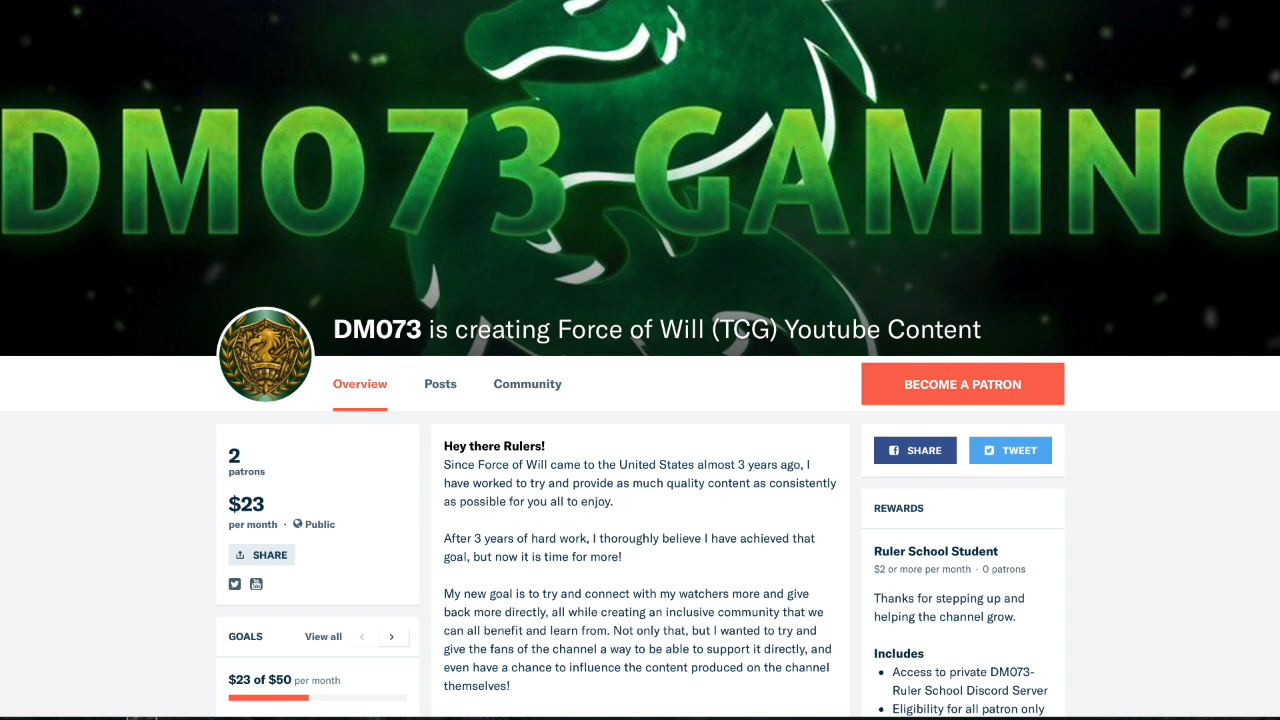 DMO73 GAMING
DMO73 is creating Force of Will (TCG) Youtube Content
Overview Posts Community
BECOME A PATRON
2
patrons
$23
per month · Public
SHARE
GOALS View all
$23 of $50 per month
Hey there Rulers!
Since Force of Will came to the United States almost 3 years ago, I
have worked to try and provide as much quality content as consistently
as possible for you all to enjoy.
After 3 years of hard work, I thoroughly believe I have achieved that
goal, but now it is time for more!
My new goal is to try and connect with my watchers more and give
back more directly, all while creating an inclusive community that we
can all benefit and learn from. Not only that, but I wanted to try and
give the fans of the channel a way to be able to support it directly, and
even have a chance to influence the content produced on the channel
themselves!
SHARE TWEET
REWARDS
Ruler School Student
$2 or more per month · 0 patrons
Thanks for stepping up and
helping the channel grow.
Includes
• Access to private DMO73-
Ruler School Discord Server
• Eligibility for all patron only